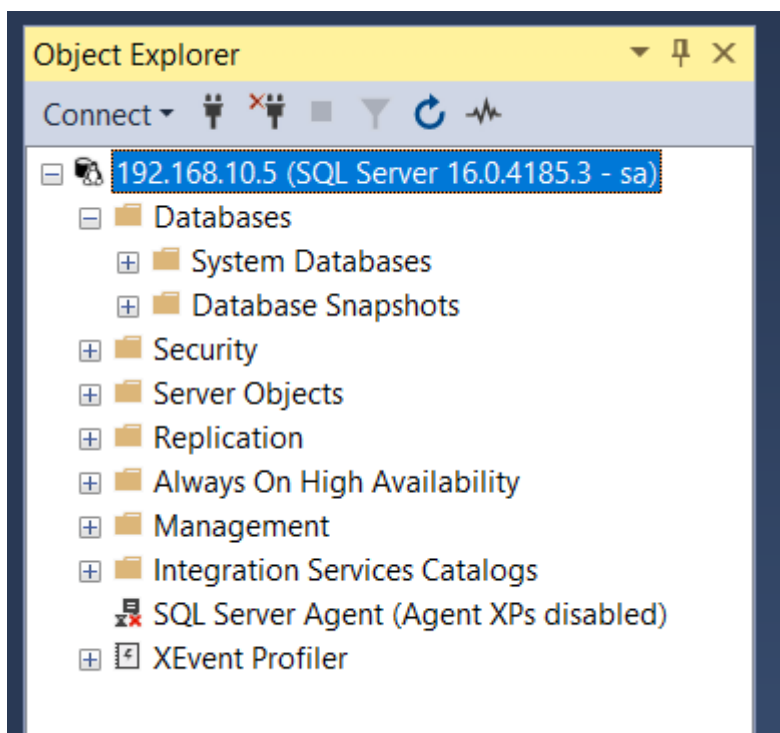 Object Explorer
Connect
192.168.10.5 (SQL Server 16.0.4185.3 - sa)
Databases
System Databases
Database Snapshots
Security
Server Objects
Replication
Always On High Availability
Management
Integration Services Catalogs
SQL Server Agent (Agent XPs disabled)
XEvent Profiler